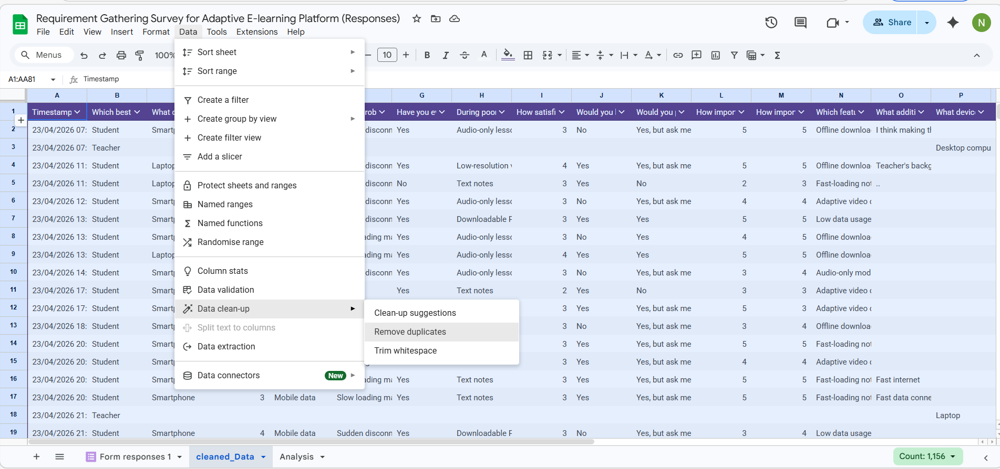 Requirement Gathering Survey for Adaptive E-learning Platform (Responses)
File Edit View Insert Format Data Tools Extensions Help
Share
N
Menus 100% 10 B I A
A1:AA81 fx Timestamp
A B G H I J K L M N O P
1 Timestamp Which best What rob Have you e During poor How satisfi Would you Would you How impor How impor Which featu What additi What device
2 23/04/2026 07: Student Smartp disconn Yes Audio-only lesso 3 No Yes, but ask me 5 5 Offline downloa I think making th
3 23/04/2026 07: Teacher Desktop compu
4 23/04/2026 11: Student Laptop disconn Yes Low-resolution v 4 Yes Yes, but ask me 5 5 Offline downloa Teacher's backg
5 23/04/2026 11: Student Laptop disconn No Text notes 3 Yes No 2 3 Fast-loading not ..
6 23/04/2026 12: Student Smartp disconn Yes Audio-only lesso 3 No Yes, but ask me 4 4 Adaptive video
7 23/04/2026 13: Student Smartp disconn Yes Downloadable P 3 Yes Yes 5 5 Low data usage
8 23/04/2026 13: Student Smartp ading ma Yes Audio-only lesso 3 No Yes 4 5 Offline downloa
9 23/04/2026 13: Student Laptop ading ma Yes Audio-only lesso 4 Yes Yes 5 5 Offline downloa
10 23/04/2026 14: Student Smartp disconn Yes Audio-only lesso 3 No Yes, but ask me 3 4 Audio-only mod
11 23/04/2026 17: Student Smartp Yes Text notes 2 Yes No 3 3 Adaptive video
12 23/04/2026 17: Student Smartp 3 Yes Yes, but ask me 5 3 Adaptive video
13 23/04/2026 18: Student Smartp 3 No Yes, but ask me 3 4 Offline downloa
14 23/04/2026 20: Student Smartp 3 Yes Yes, but ask me 5 5 Fast-loading not
15 23/04/2026 20: Student Smartp 3 Yes Yes, but ask me 4 4 Adaptive video
16 23/04/2026 20: Student Smartp ading ma Yes Text notes 3 Yes Yes, but ask me 5 5 Fast-loading not Fast internet
17 23/04/2026 20: Student Smartphone 3 Mobile data Slow loading ma Yes Text notes 3 Yes Yes, but ask me 5 5 Fast-loading not Fast data conne
18 23/04/2026 21: Teacher Laptop
19 23/04/2026 21: Student Smartphone 4 Mobile data Sudden disconn Yes Downloadable P 3 No Yes, but ask me 3 4 Low data usage
Sort sheet
Sort range
Create a filter
Create group by view
Create filter view
Add a slicer
Protect sheets and ranges
Named ranges
Named functions
Randomise range
Column stats
Data validation
Data clean-up
Split text to columns
Data extraction
Data connectors New
Clean-up suggestions
Remove duplicates
Trim whitespace
Form responses 1 cleaned_Data Analysis
Count: 1,156